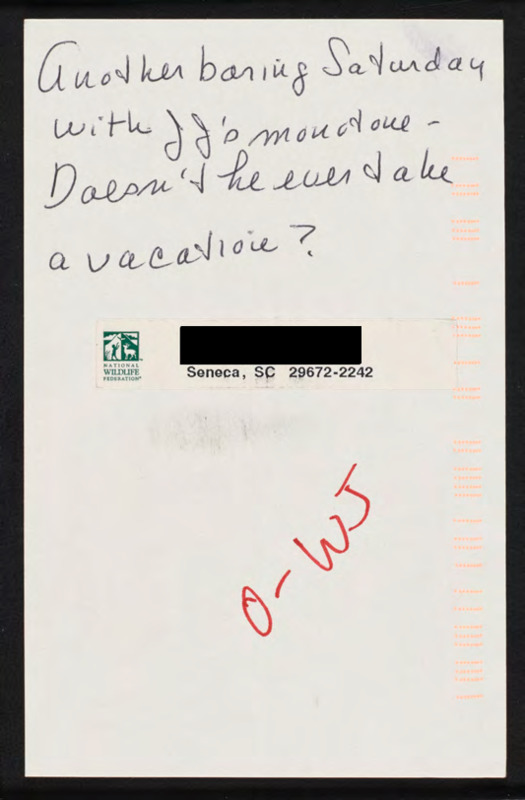 Another boring Saturday
with JJ's monotone -
Doesn't he ever take
a vacation?
NATIONAL
WILDLIFE
FEDERATION
Seneca, SC 29672-2242
O-WJ